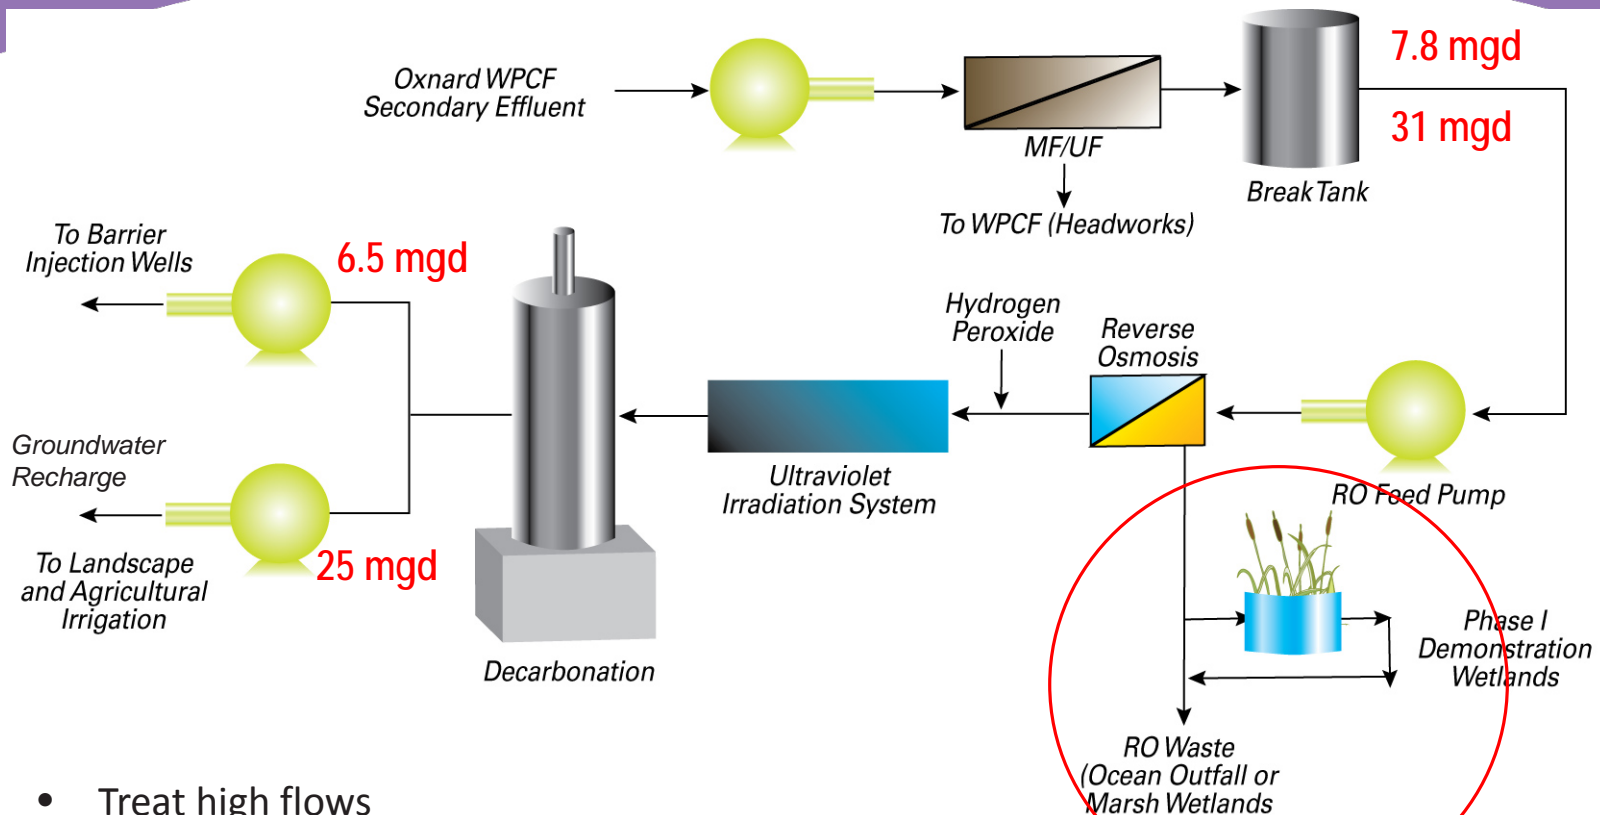 Oxnard WPCF
Secondary Effluent
MF/UF
To WPCF (Headworks)
Break Tank
7.8 mgd
31 mgd
To Barrier
Injection Wells
6.5 mgd
Groundwater
Recharge
To Landscape
and Agricultural
Irrigation
25 mgd
Decarbonation
Ultraviolet
Irradiation System
Hydrogen
Peroxide
Reverse
Osmosis
RO Feed Pump
Phase I
Demonstration
Wetlands
RO Waste
(Ocean Outfall or
Marsh Wetlands
• Treat high flows